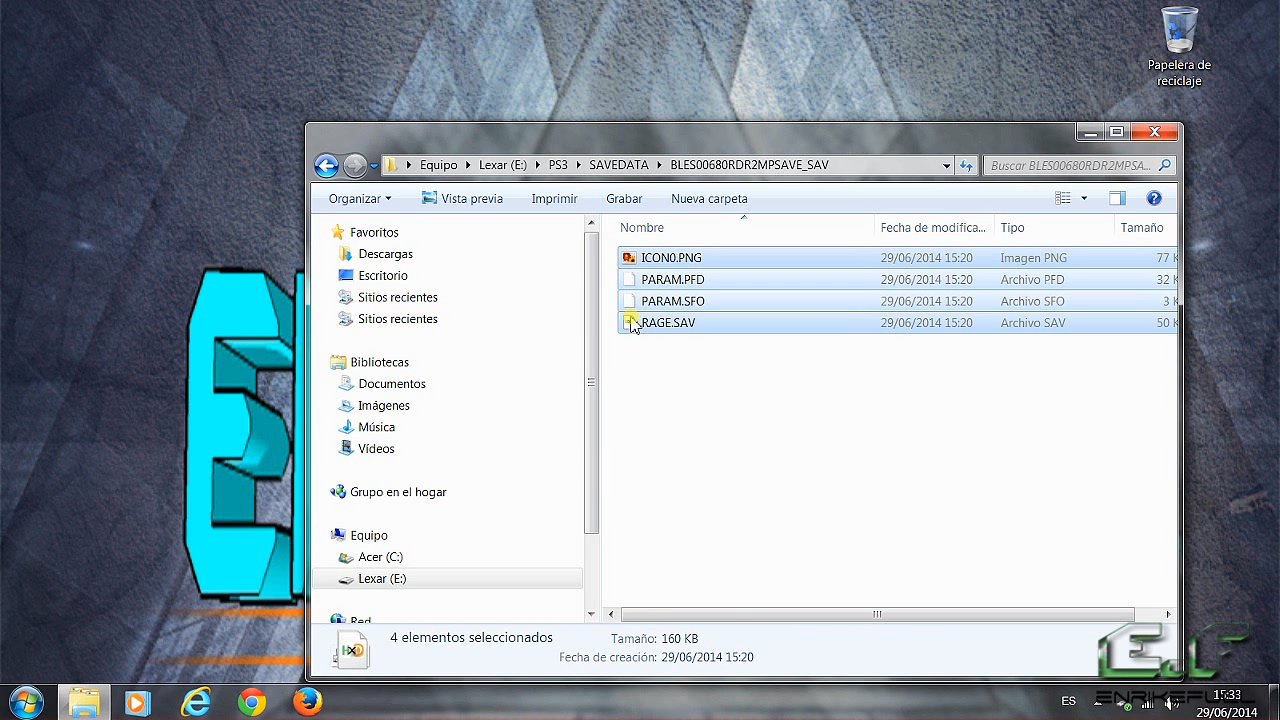 Papelera de
reciclaje
Equipo Lexar (E:) PS3 SAVEDATA BLES00680RDR2MPSAVE_SAV
Buscar BLES00680RDR2MPSA...
Organizar Vista previa Imprimir Grabar Nueva carpeta
Favoritos
Descargas
Escritorio
Sitios recientes
Sitios recientes
Bibliotecas
Documentos
Imágenes
Música
Vídeos
Grupo en el hogar
Equipo
Acer (C:)
Lexar (E:)
Red
Nombre Fecha de modifica... Tipo Tamaño
ICON0.PNG 29/06/2014 15:20 Imagen PNG 77 K
PARAM.PFD 29/06/2014 15:20 Archivo PFD 32 K
PARAM.SFO 29/06/2014 15:20 Archivo SFO 3 K
RAGE.SAV 29/06/2014 15:20 Archivo SAV 50 K
4 elementos seleccionados Tamaño: 160 KB
Fecha de creación: 29/06/2014 15:20
HxD
ENRIKEFULL
ES
15:33
29/06/2014